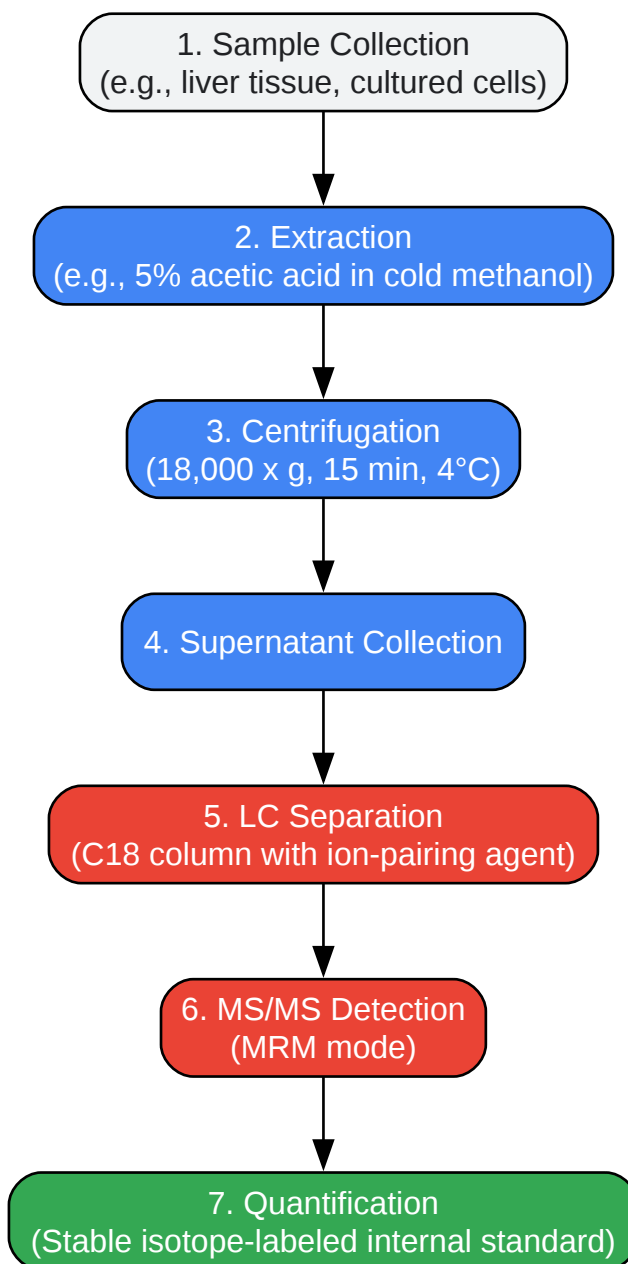 1. Sample Collection
(e.g., liver tissue, cultured cells)
2. Extraction
(e.g., 5% acetic acid in cold methanol)
3. Centrifugation
(18,000 x g, 15 min, 4°C)
4. Supernatant Collection
5. LC Separation
(C18 column with ion-pairing agent)
6. MS/MS Detection
(MRM mode)
7. Quantification
(Stable isotope-labeled internal standard)